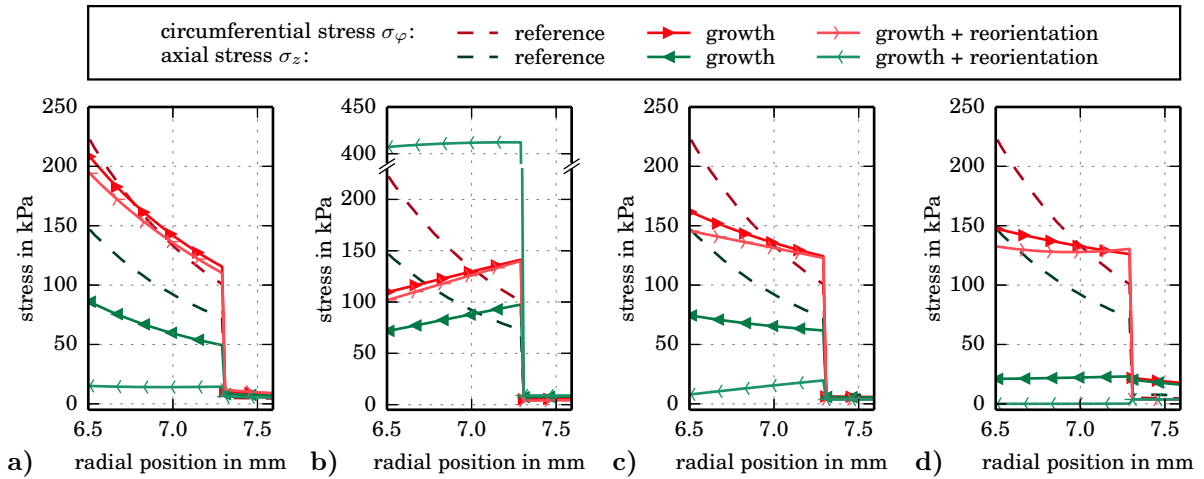 circumferential stress σφ: reference growth growth + reorientation
axial stress σz: reference growth growth + reorientation
250 200 150 100 50 0
stress in kPa
6.5 7.0 7.5
a) radial position in mm
450 400 200 150 100 50 0
stress in kPa
6.5 7.0 7.5
b) radial position in mm
250 200 150 100 50 0
stress in kPa
6.5 7.0 7.5
c) radial position in mm
250 200 150 100 50 0
stress in kPa
6.5 7.0 7.5
d) radial position in mm